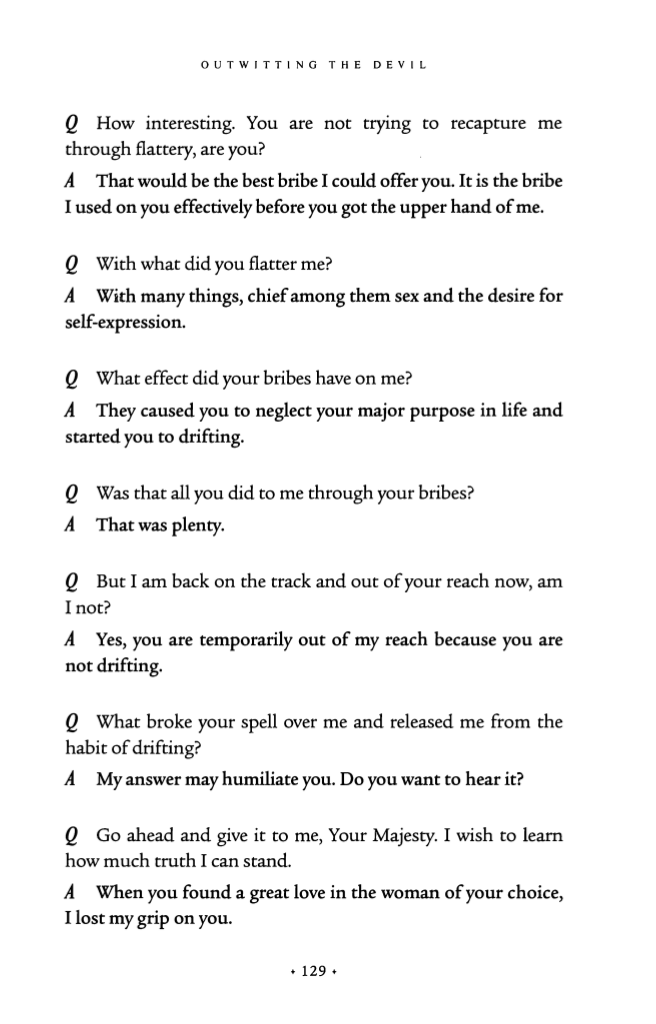 OUTWITTING THE DEVIL
Q How interesting. You are not trying to recapture me
through flattery, are you?
A That would be the best bribe I could offer you. It is the bribe
I used on you effectively before you got the upper hand of me.
Q With what did you flatter me?
A With many things, chief among them sex and the desire for
self-expression.
Q What effect did your bribes have on me?
A They caused you to neglect your major purpose in life and
started you to drifting.
Q Was that all you did to me through your bribes?
A That was plenty.
Q But I am back on the track and out of your reach now, am
I not?
A Yes, you are temporarily out of my reach because you are
not drifting.
Q What broke your spell over me and released me from the
habit of drifting?
A My answer may humiliate you. Do you want to hear it?
Q Go ahead and give it to me, Your Majesty. I wish to learn
how much truth I can stand.
A When you found a great love in the woman of your choice,
I lost my grip on you.
• 129 •